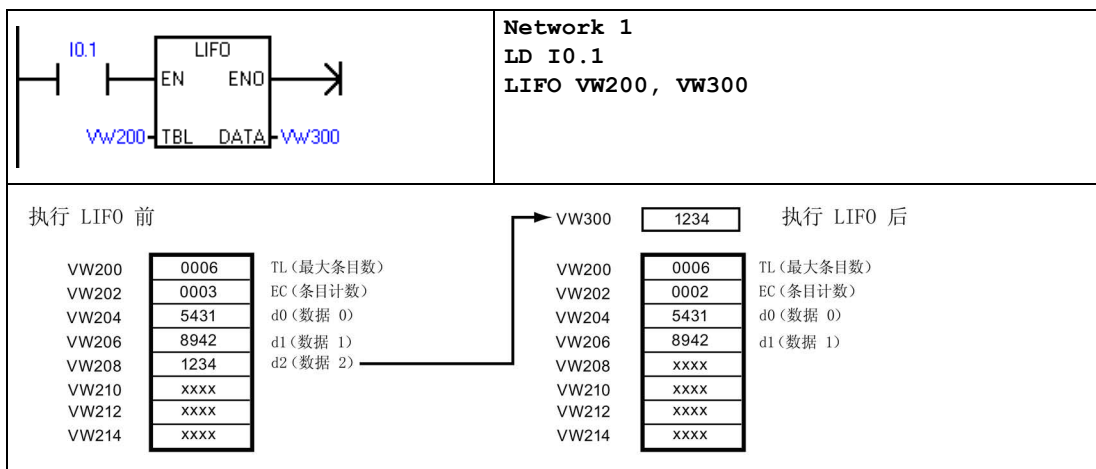 I0.1
LIFO
EN ENO
VW200 TBL DATA VW300
Network 1
LD I0.1
LIFO VW200, VW300
执行 LIFO 前
VW200 0006 TL(最大条目数)
VW202 0003 EC(条目计数)
VW204 5431 d0(数据 0)
VW206 8942 d1(数据 1)
VW208 1234 d2(数据 2)
VW210 xxxx
VW212 xxxx
VW214 xxxx
VW300 1234 执行 LIFO 后
VW200 0006 TL(最大条目数)
VW202 0002 EC(条目计数)
VW204 5431 d0(数据 0)
VW206 8942 d1(数据 1)
VW208 xxxx
VW210 xxxx
VW212 xxxx
VW214 xxxx